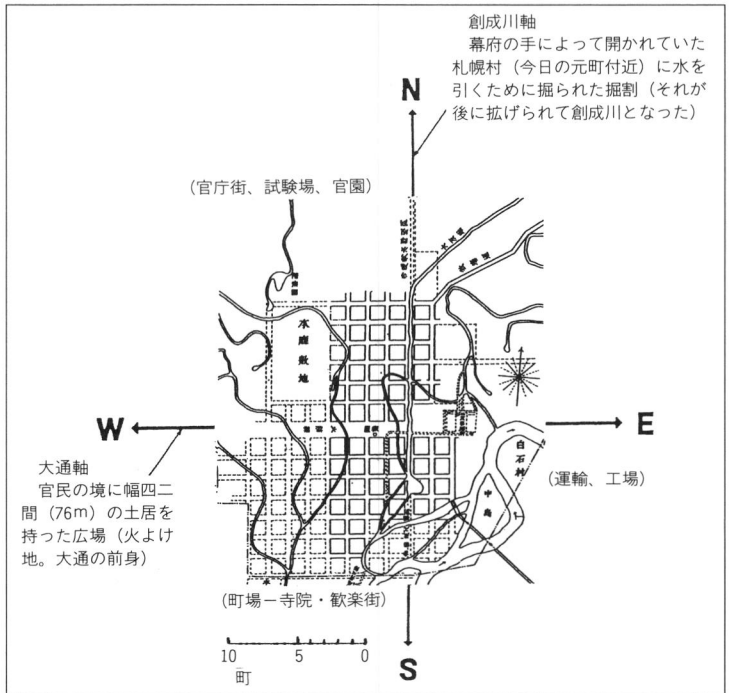 創成川軸
幕府の手によって開かれていた
札幌村（今日の元町付近）に水を
引くために掘られた掘割（それが
後に拡げられて創成川となった）
N
（官庁街、試験場、官園）
本庁敷地
W
E
大通軸
官民の境に幅四二
間（76m）の土居を
持った広場（火よけ
地。大通の前身）
白石村
中島
（運輸、工場）
（町場－寺院・歓楽街）
10 5 0
町
S